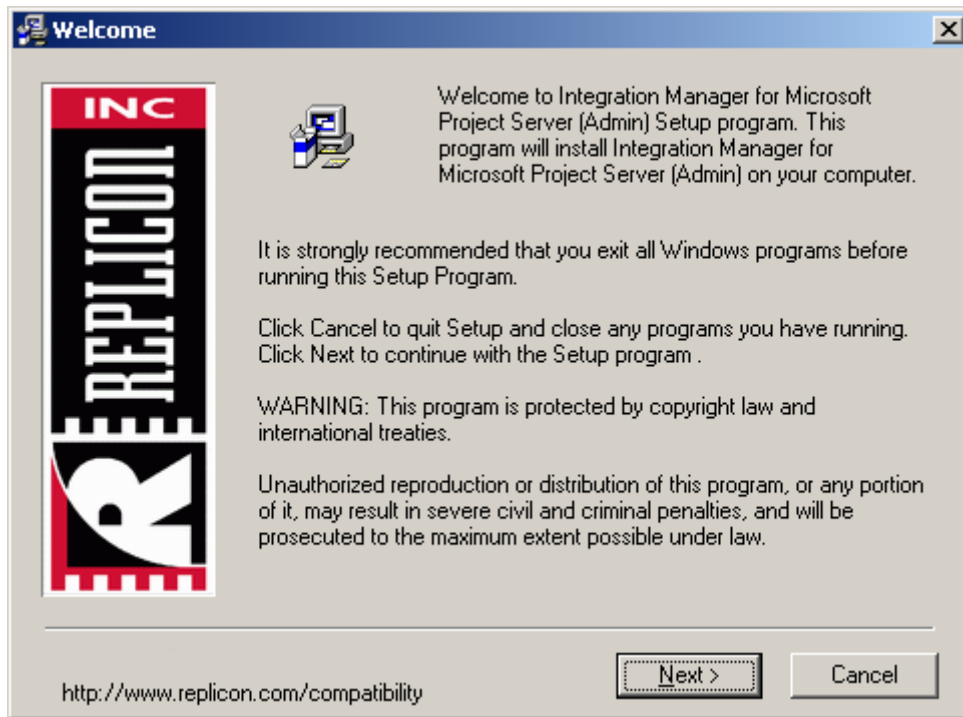 Welcome
INC
REPLICON
R
Welcome to Integration Manager for Microsoft
Project Server (Admin) Setup program. This
program will install Integration Manager for
Microsoft Project Server (Admin) on your computer.
It is strongly recommended that you exit all Windows programs before
running this Setup Program.
Click Cancel to quit Setup and close any programs you have running.
Click Next to continue with the Setup program .
WARNING: This program is protected by copyright law and
international treaties.
Unauthorized reproduction or distribution of this program, or any portion
of it, may result in severe civil and criminal penalties, and will be
prosecuted to the maximum extent possible under law.
http://www.replicon.com/compatibility
Next >
Cancel